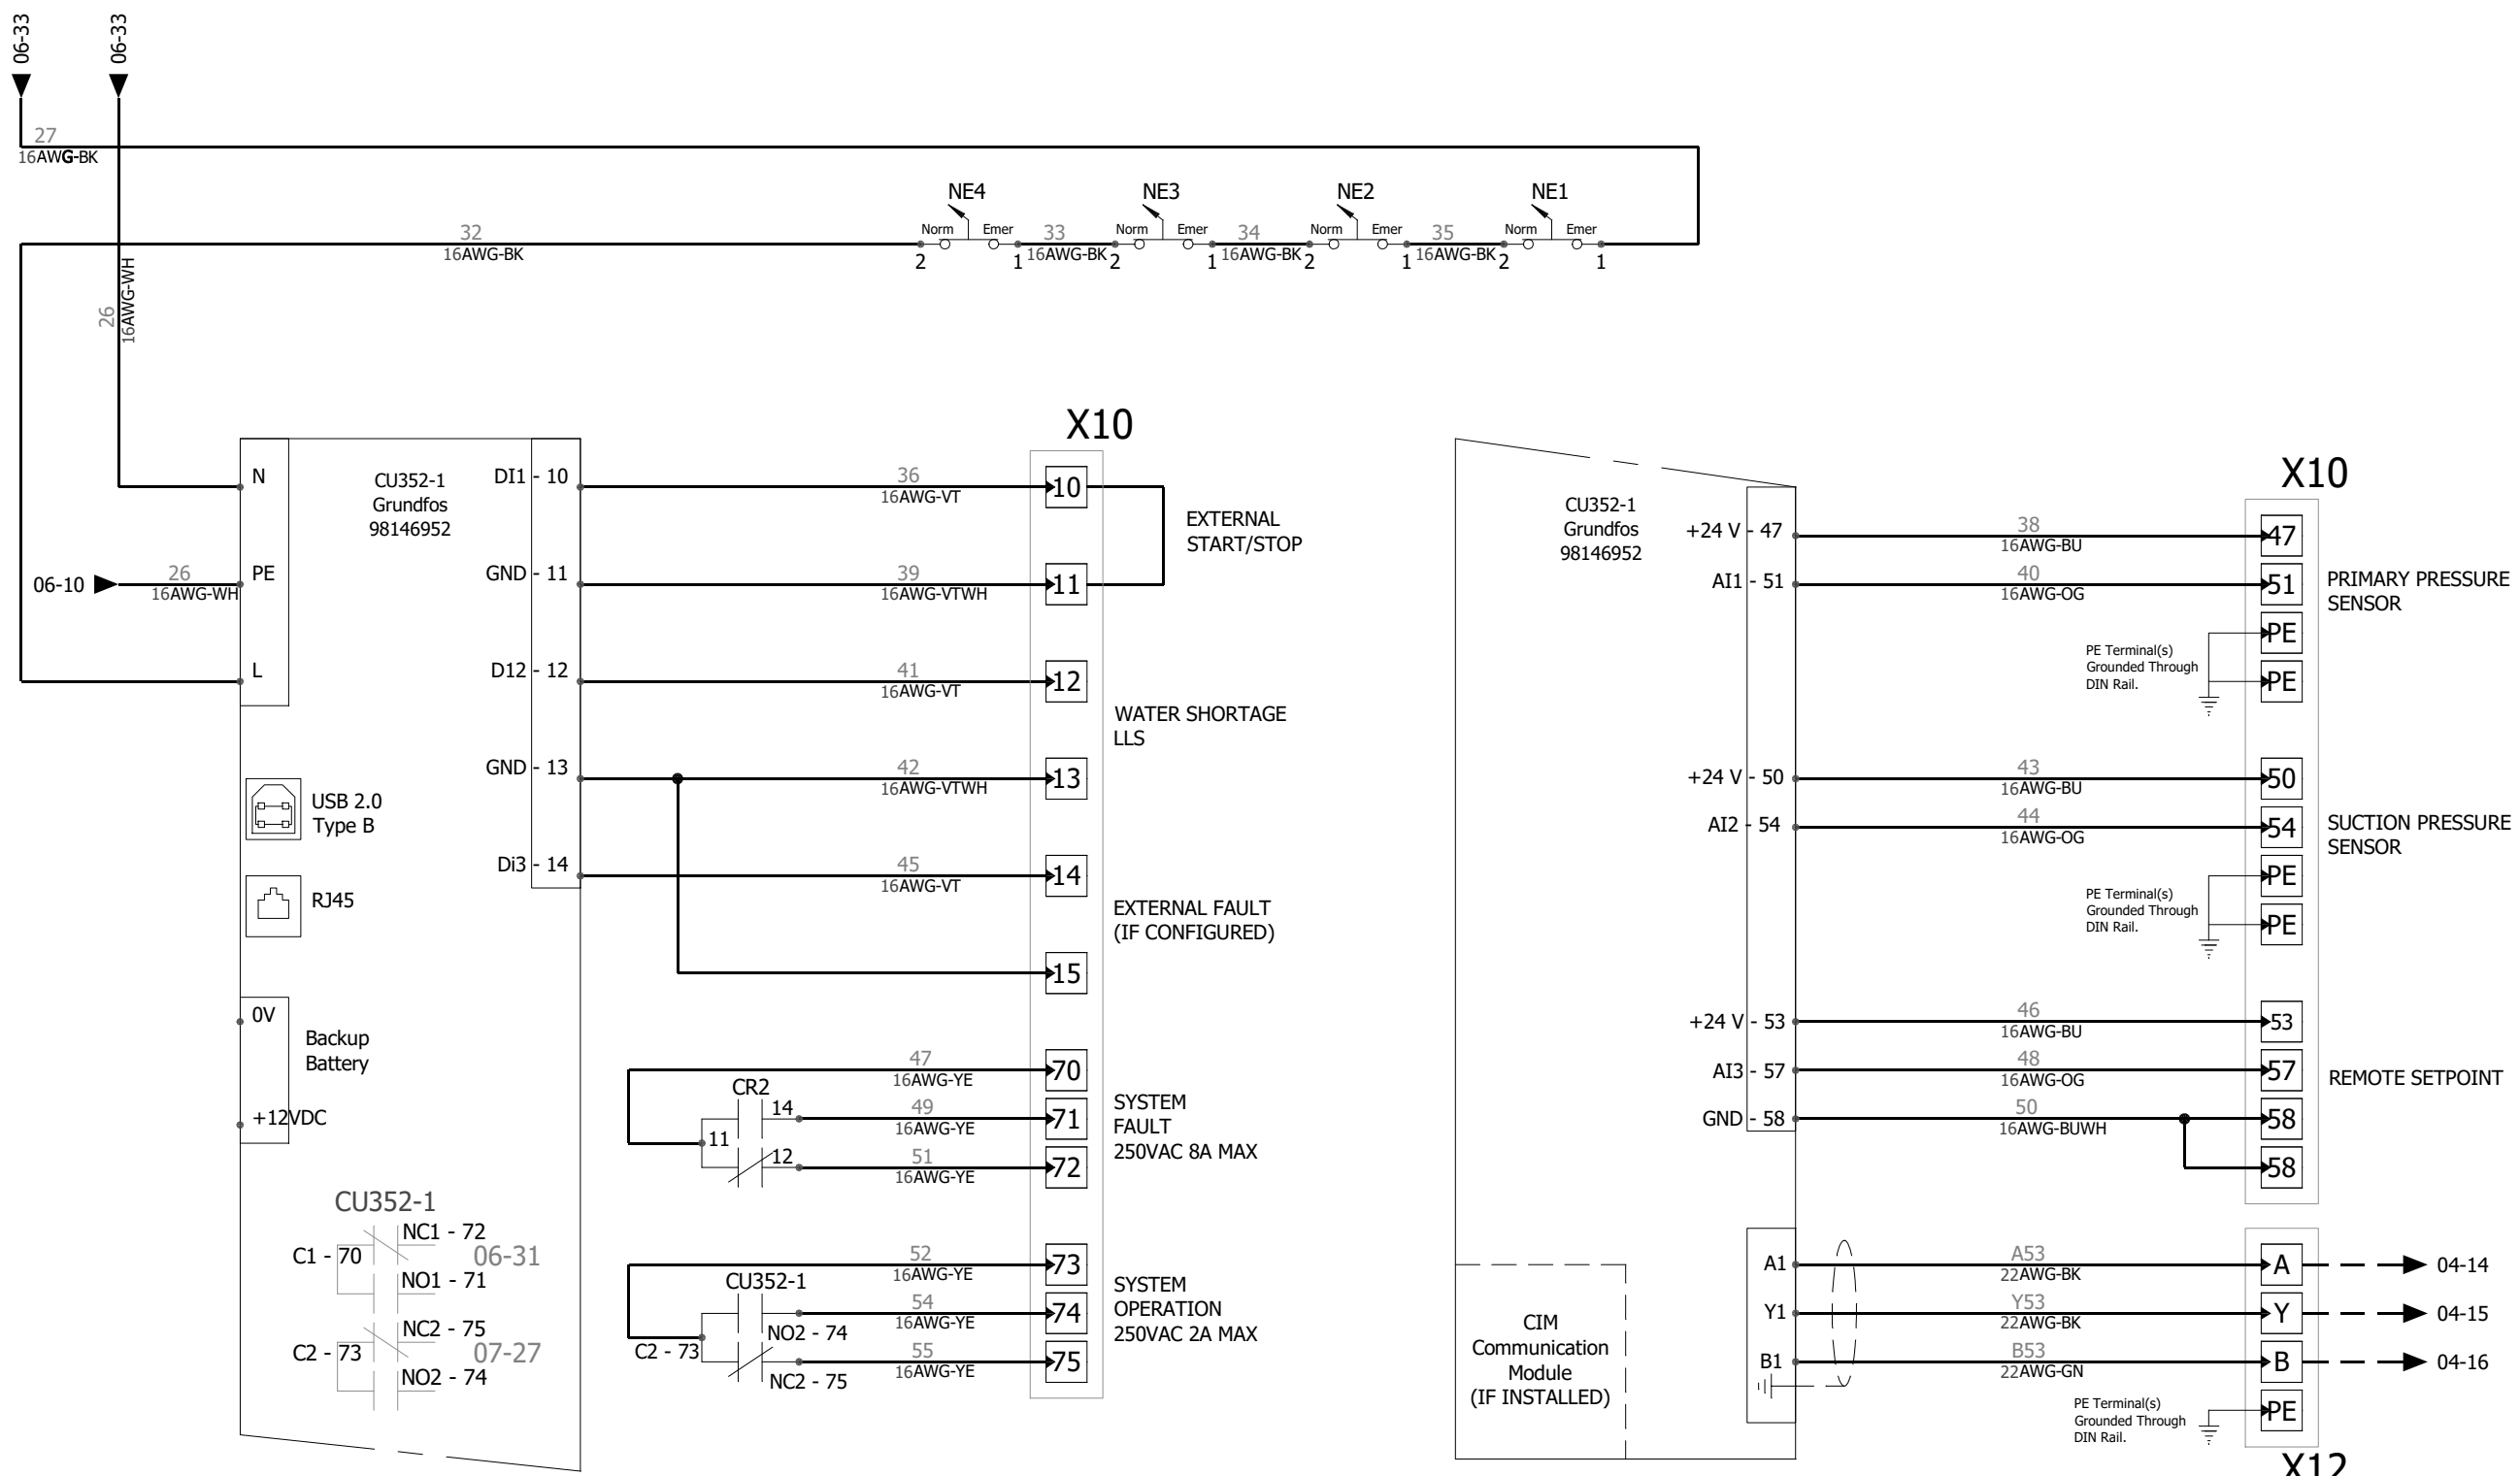 06-33
06-33
27
16AWG-BK
NE4
NE3
NE2
NE1
Norm Emer
Norm Emer
Norm Emer
Norm Emer
32
16AWG-BK
33
16AWG-BK
34
16AWG-BK
35
16AWG-BK
2 1
2 1
2 1
2 1
26
16AWG-WH
N
CU352-1
Grundfos
98146952
06-10
26
16AWG-WH
PE
L
USB 2.0
Type B
RJ45
0V
Backup
Battery
+12VDC
CU352-1
NC1 - 72
C1 - 70
06-31
NO1 - 71
NC2 - 75
C2 - 73
07-27
NO2 - 74
X10
DI1 - 10
36
16AWG-VT
10
EXTERNAL
START/STOP
GND - 11
39
16AWG-VTWH
11
D12 - 12
41
16AWG-VT
12
WATER SHORTAGE
LLS
GND - 13
42
16AWG-VTWH
13
Di3 - 14
45
16AWG-VT
14
EXTERNAL FAULT
(IF CONFIGURED)
15
47
16AWG-YE
70
CR2
14
49
16AWG-YE
71
11
12
51
16AWG-YE
72
SYSTEM
FAULT
250VAC 8A MAX
52
16AWG-YE
73
CU352-1
54
16AWG-YE
74
NO2 - 74
C2 - 73
55
16AWG-YE
75
NC2 - 75
SYSTEM
OPERATION
250VAC 2A MAX
X10
CU352-1
Grundfos
98146952
+24 V - 47
38
16AWG-BU
47
AI1 - 51
40
16AWG-OG
51
PRIMARY PRESSURE
SENSOR
PE
PE
PE Terminal(s)
Grounded Through
DIN Rail.
+24 V - 50
43
16AWG-BU
50
AI2 - 54
44
16AWG-OG
54
SUCTION PRESSURE
SENSOR
PE
PE
PE Terminal(s)
Grounded Through
DIN Rail.
+24 V - 53
46
16AWG-BU
53
AI3 - 57
48
16AWG-OG
57
REMOTE SETPOINT
GND - 58
50
16AWG-BUWH
58
58
CIM
Communication
Module
(IF INSTALLED)
A1
A53
22AWG-BK
A
04-14
Y1
Y53
22AWG-BK
Y
04-15
B1
B53
22AWG-GN
B
04-16
PE Terminal(s)
Grounded Through
DIN Rail.
PE
X12